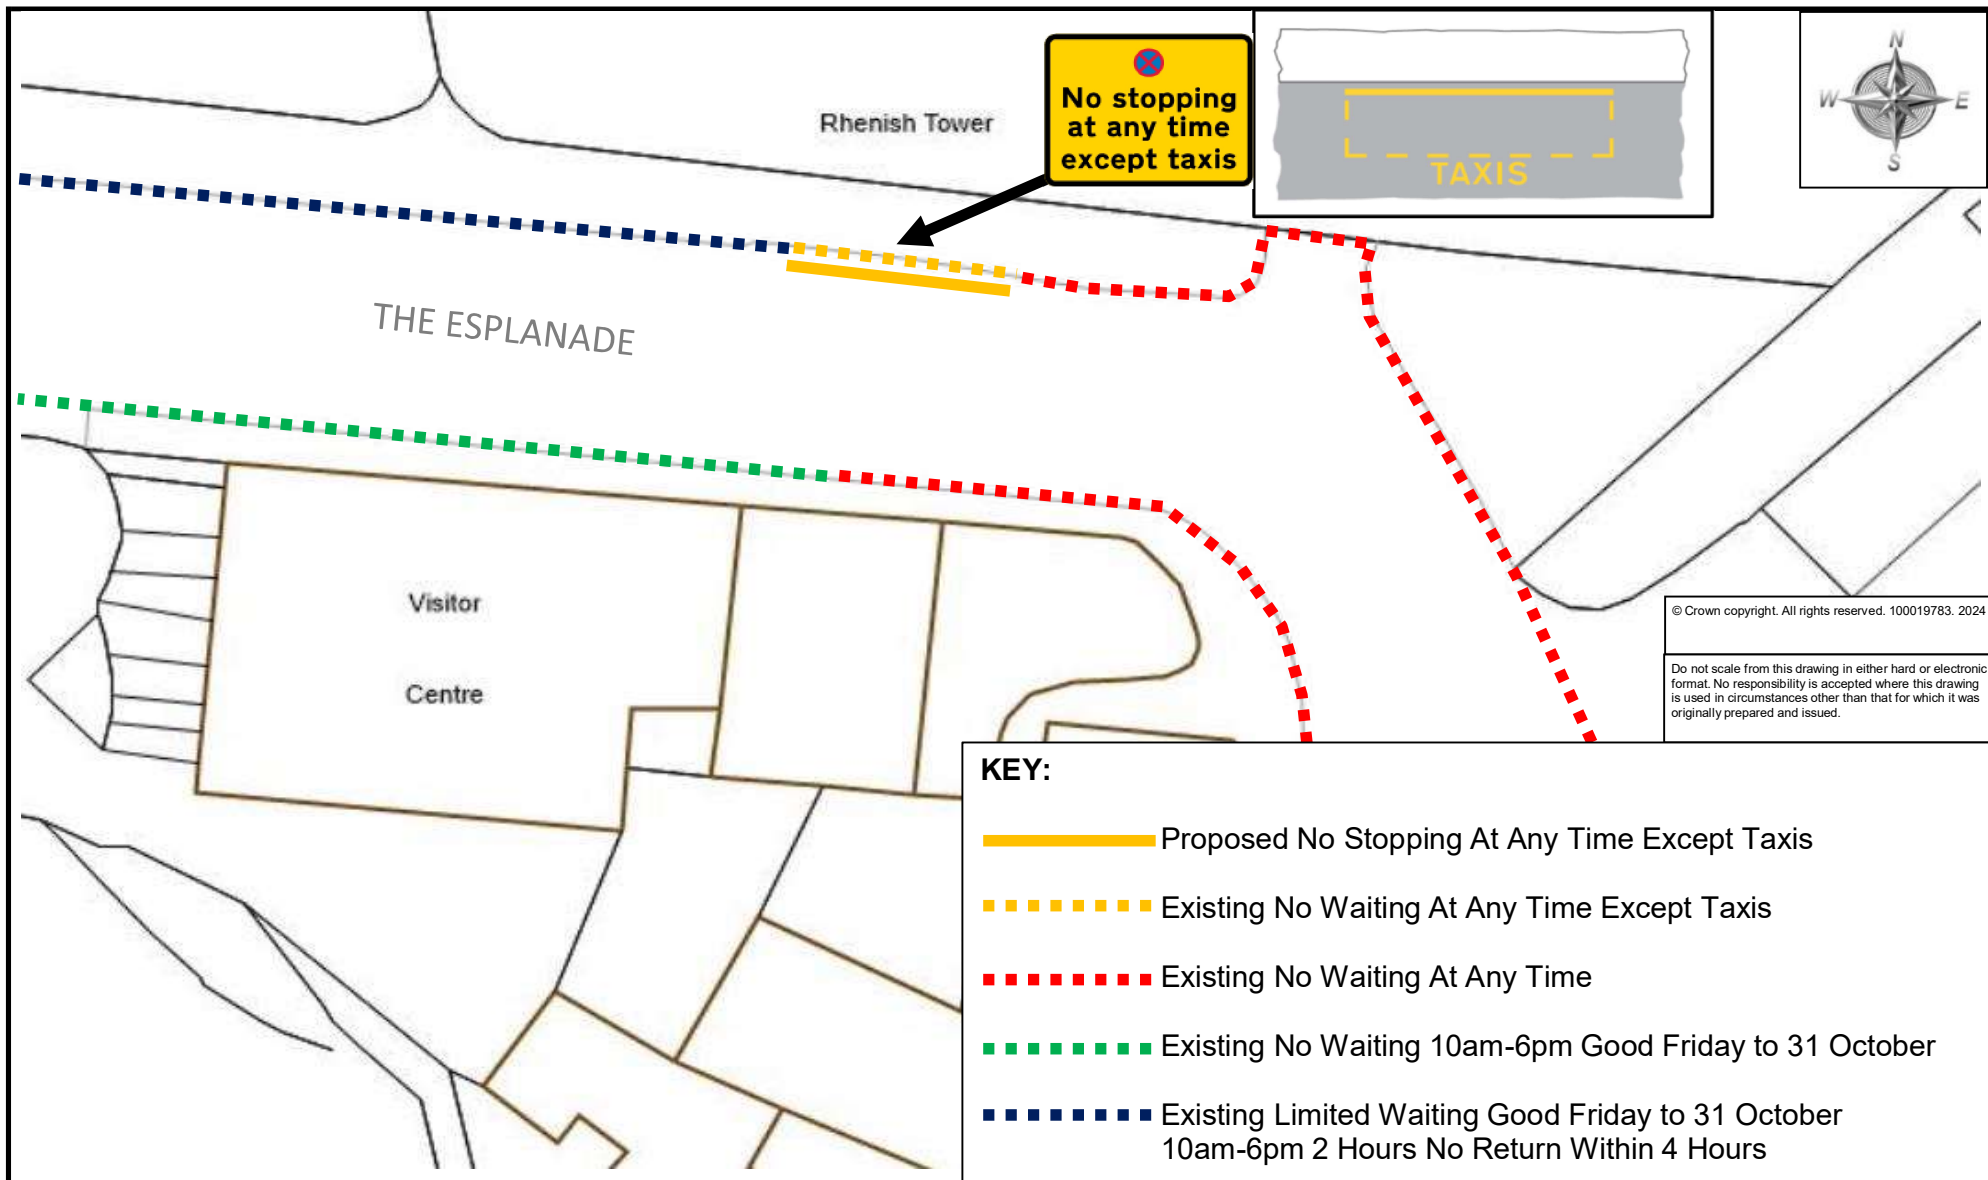 Rhenish Tower
No stopping
at any time
except taxis
TAXIS
N
W
E
S
THE ESPLANADE
Visitor
Centre
© Crown copyright. All rights reserved. 100019783. 2024
Do not scale from this drawing in either hard or electronic
format. No responsibility is accepted where this drawing
is used in circumstances other than that for which it was
originally prepared and issued.
KEY:
Proposed No Stopping At Any Time Except Taxis
Existing No Waiting At Any Time Except Taxis
Existing No Waiting At Any Time
Existing No Waiting 10am-6pm Good Friday to 31 October
Existing Limited Waiting Good Friday to 31 October
10am-6pm 2 Hours No Return Within 4 Hours